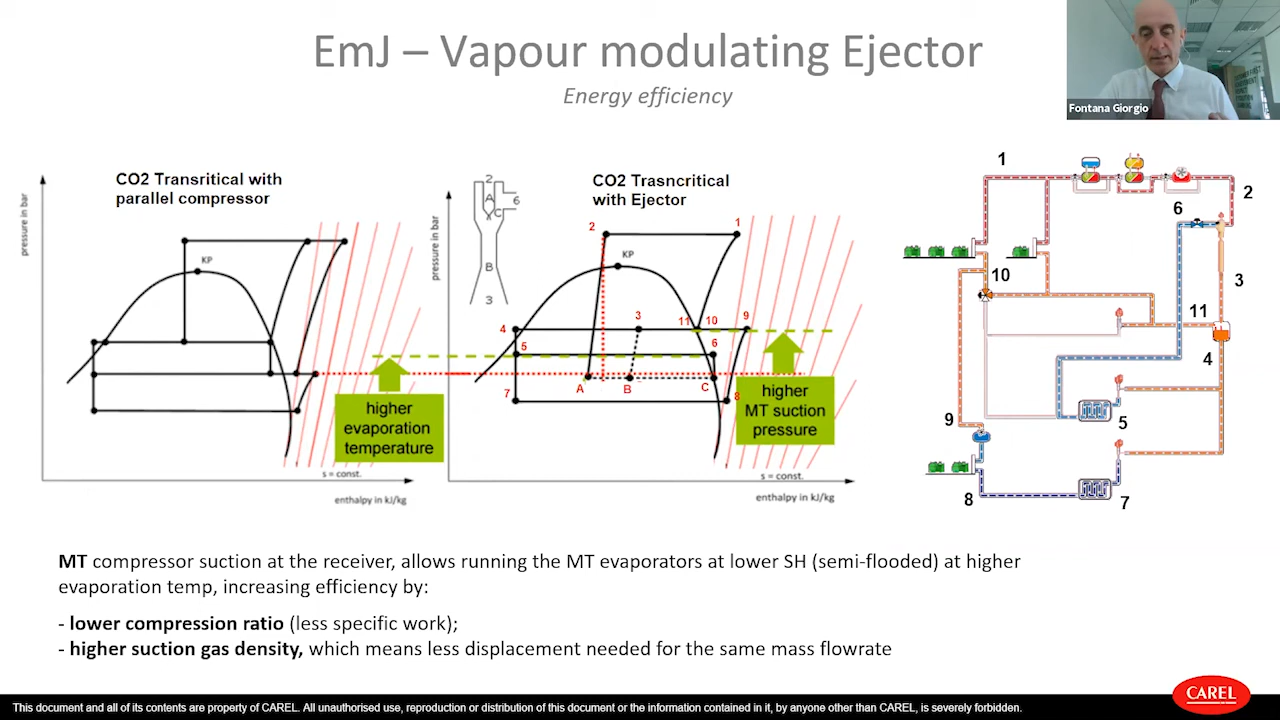 EmJ – Vapour modulating Ejector
Energy efficiency
Fontana Giorgio
CO2 Transritical with
parallel compressor
pressure in bar
KP
higher
evaporation
temperature
s = const.
enthalpy in kJ/kg
CO2 Trasncritical
with Ejector
pressure in bar
2
A
C
6
B
3
2
1
KP
4
3
11
10
9
5
6
A
B
C
7
8
higher
MT suction
pressure
s = const.
enthalpy in kJ/kg
1
2
6
10
3
11
4
9
5
8
7
MT compressor suction at the receiver, allows running the MT evaporators at lower SH (semi-flooded) at higher
evaporation temp, increasing efficiency by:
- lower compression ratio (less specific work);
- higher suction gas density, which means less displacement needed for the same mass flowrate
CAREL
This document and all of its contents are property of CAREL. All unauthorised use, reproduction or distribution of this document or the information contained in it, by anyone other than CAREL, is severely forbidden.